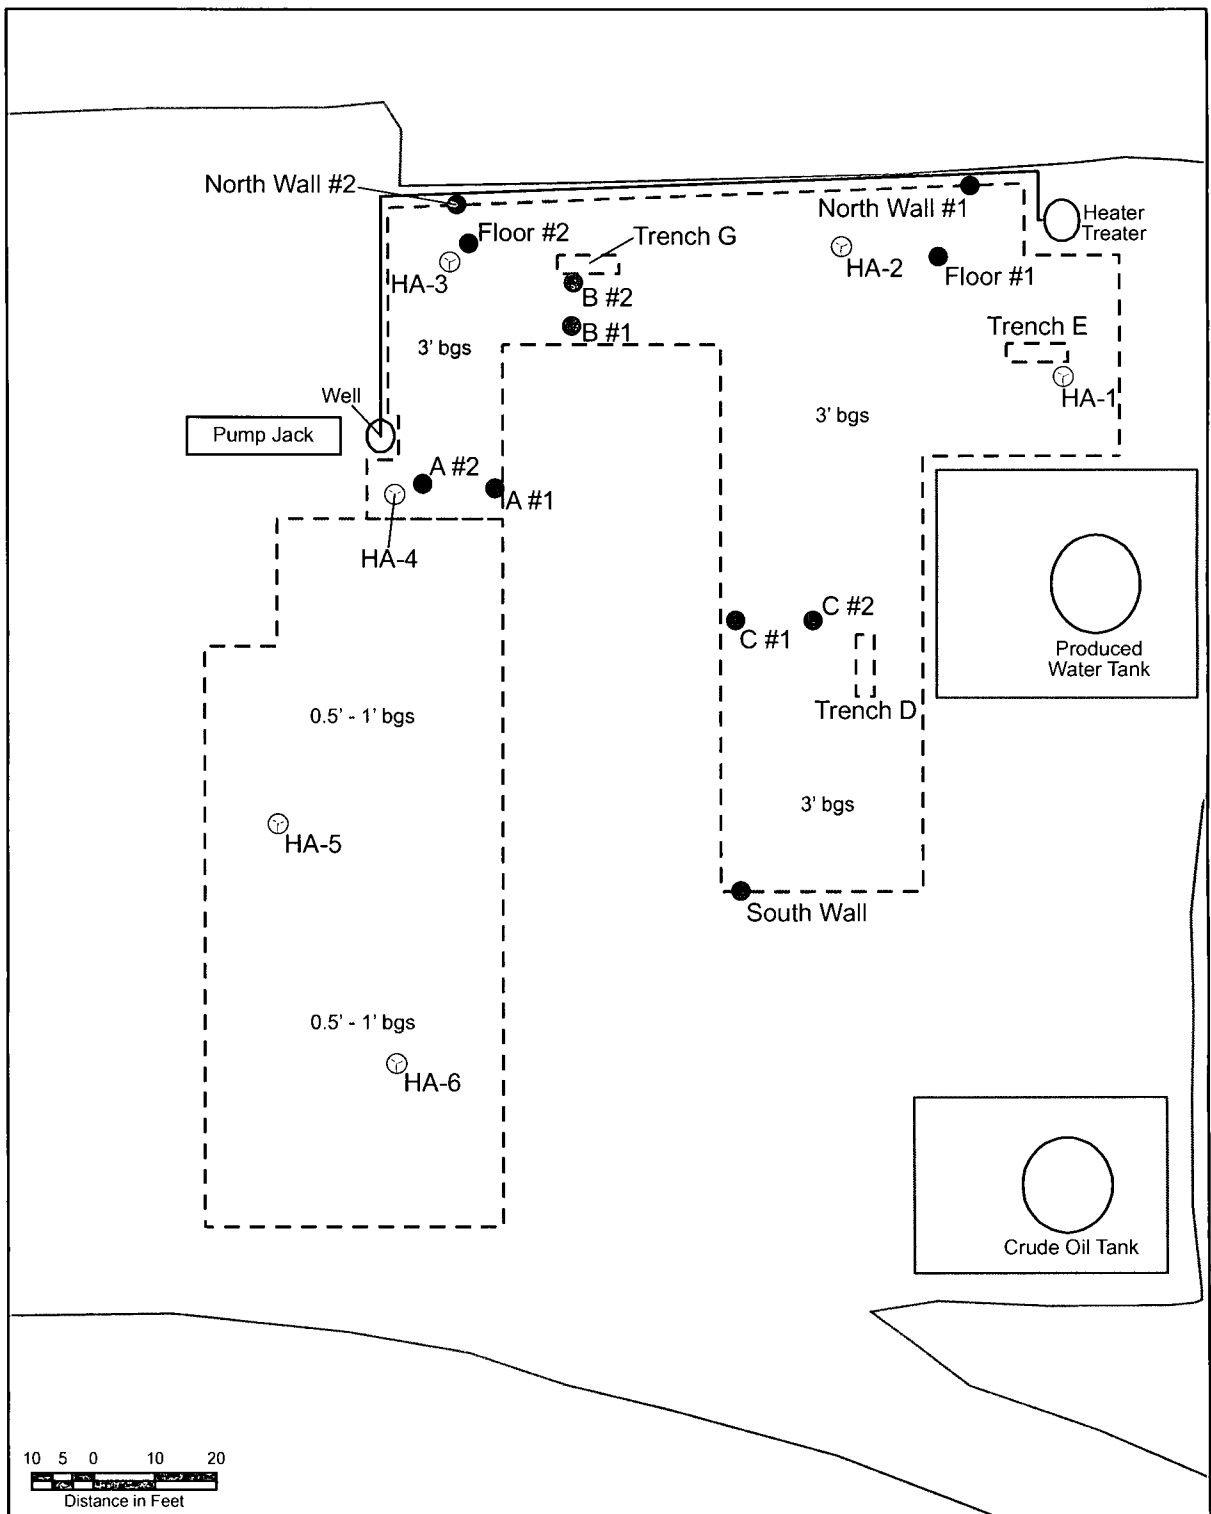 North Wall #2
North Wall #1
Heater
Treater
Floor #2
Trench G
HA-3
HA-2
Floor #1
B #2
B #1
Trench E
3' bgs
HA-1
Well
3' bgs
Pump Jack
A #2
A #1
HA-4
C #2
C #1
Produced
Water Tank
Trench D
0.5' - 1' bgs
3' bgs
HA-5
South Wall
0.5' - 1' bgs
HA-6
Crude Oil Tank
10 5 0 10 20
Distance in Feet